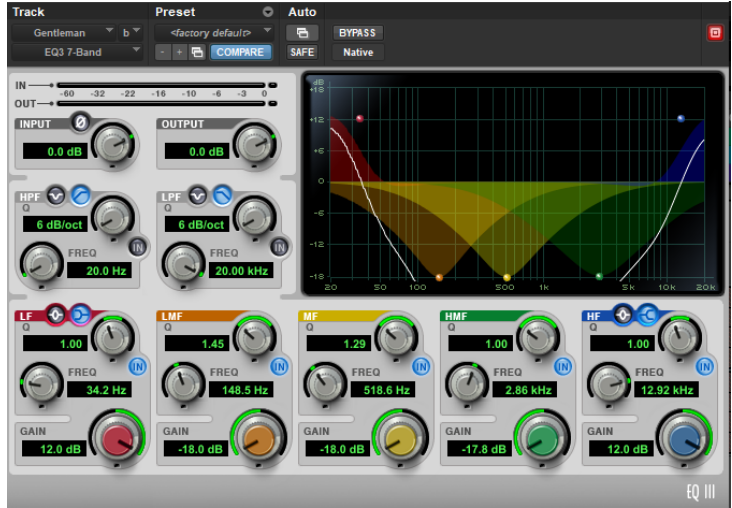 Track Preset Auto
Gentleman b <factory default> BYPASS
EQ3 7-Band - + COMPARE SAFE Native
IN -60 -32 -22 -16 -10 -6 -3 0
OUT
INPUT Ø OUTPUT
0.0 dB 0.0 dB
HPF LPF
Q Q
6 dB/oct 6 dB/oct
FREQ IN FREQ IN
20.0 Hz 20.00 kHz
dB
+18
+12
+6
0
-6
-12
-18
20 50 100 500 1k 5k 10k 20k
LF LMF MF HMF HF
Q Q Q Q Q
1.00 1.45 1.29 1.00 1.00
FREQ IN FREQ IN FREQ IN FREQ IN FREQ IN
34.2 Hz 148.5 Hz 518.6 Hz 2.86 kHz 12.92 kHz
GAIN GAIN GAIN GAIN GAIN
12.0 dB -18.0 dB -18.0 dB -17.8 dB 12.0 dB
EQ III